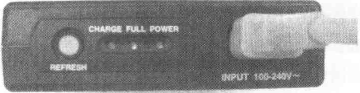 CHARGE FULL POWER
REFRESH
INPUT 100-240V~